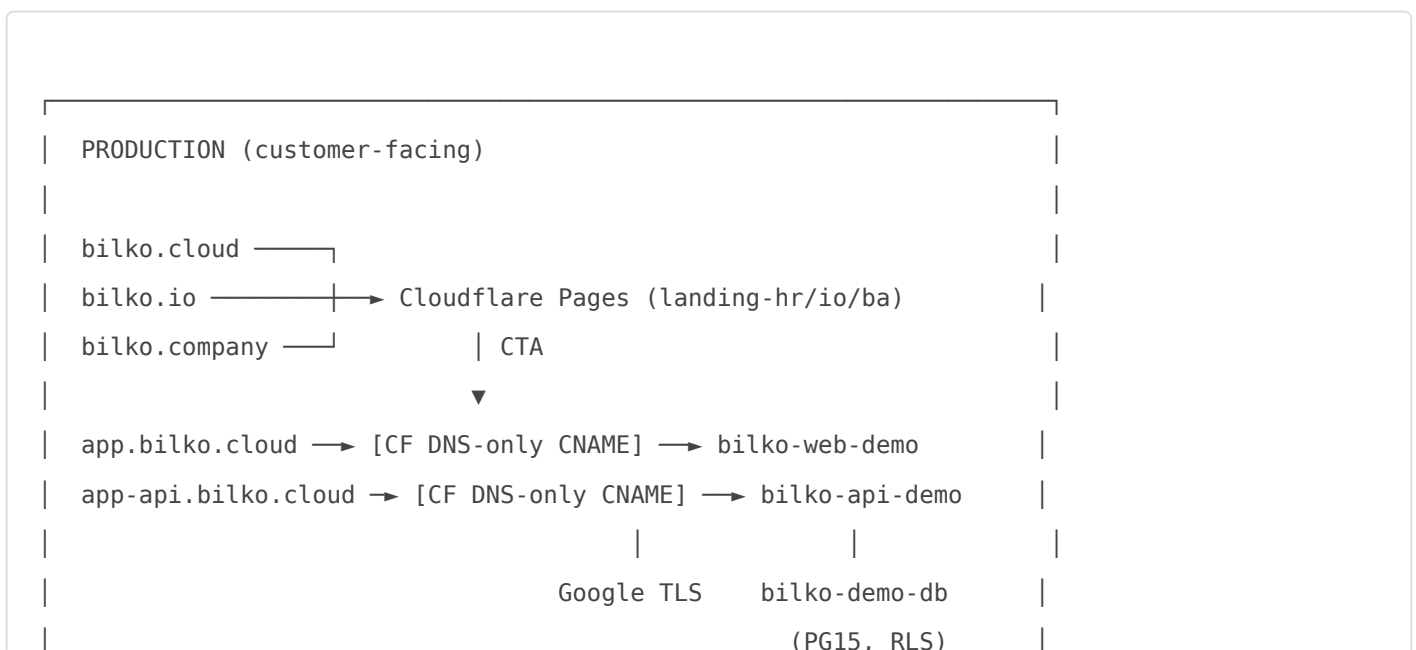 PRODUCTION (customer-facing)
bilko.cloud
bilko.io ► Cloudflare Pages (landing-hr/io/ba)
bilko.company │ CTA
▼
app.bilko.cloud ─► [CF DNS-only CNAME] ─► bilko-web-demo
app-api.bilko.cloud ─► [CF DNS-only CNAME] ─► bilko-api-demo
Google TLS bilko-demo-db
(PG15, RLS)